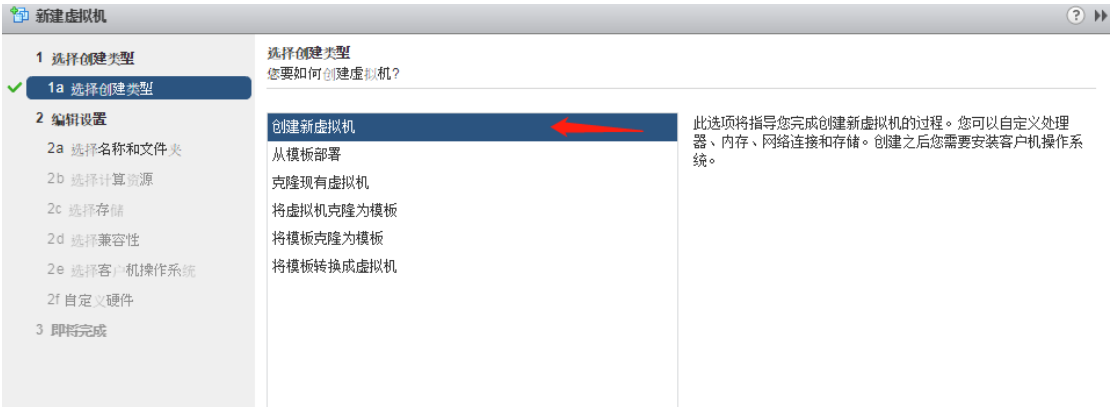 新建虚拟机
1 选择创建类型
1a 选择创建类型
2 编辑设置
2a 选择名称和文件夹
2b 选择计算资源
2c 选择存储
2d 选择兼容性
2e 选择客户机操作系统
2f 自定义硬件
3 即将完成
选择创建类型
您要如何创建虚拟机?
创建新虚拟机
从模板部署
克隆现有虚拟机
将虚拟机克隆为模板
将模板克隆为模板
将模板转换成虚拟机
此选项将指导您完成创建新虚拟机的过程。您可以自定义处理
器、内存、网络连接和存储。创建之后您需要安装客户机操作系
统。